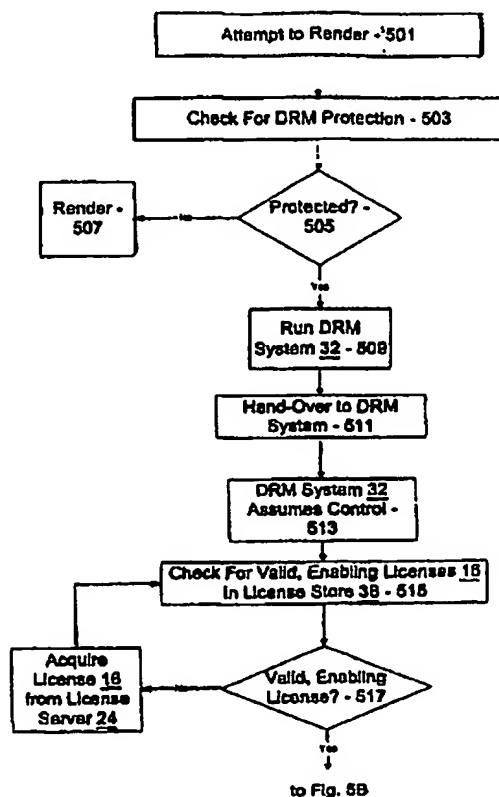 Attempt to Render - 501
Check For DRM Protection - 503
Protected? -
505
No
Render -
507
Yes
Run DRM
System 32 - 509
Hand-Over to DRM
System - 511
DRM System 32
Assumes Control -
513
Check For Valid, Enabling Licenses 16
in License Store 38 - 515
Valid, Enabling
License? - 517
No
Acquire
License 16
from License
Server 24
Yes
to Fig. 5B